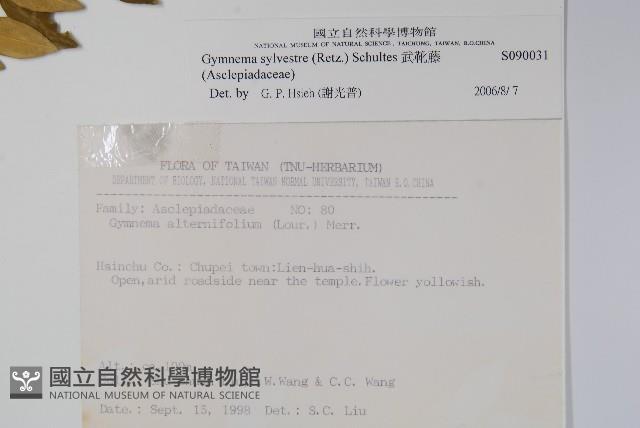 國立自然科學博物館
NATIONAL MUSEUM OF NATURAL SCIENCE, TAICHUNG, TAIWAN, R.O.CHINA
Gymnema sylvestre (Retz.) Schultes 武靴藤 S090031
(Asclepiadaceae)
Det. by G. P. Hsieh (謝光普) 2006/8/ 7
FLORA OF TAIWAN (TNU-HERBARIUM)
DEPARTMENT OF BIOLOGY, NATIONAL TAIWAN NORMAL UNIVERSITY, TAIWAN R.O.CHINA
Family: Asclepiadaceae NO: 80
Gymnema alternifolium (Lour.) Merr.
Hsinchu Co.: Chupei town:Lien-hua-shih.
Open,arid roadside near the temple.Flower yollowish.
Alt.: 100m
W.Wang & C.C. Wang
Date.: Sept. 15, 1998 Det.: S.C. Liu
國立自然科學博物館
NATIONAL MUSEUM OF NATURAL SCIENCE